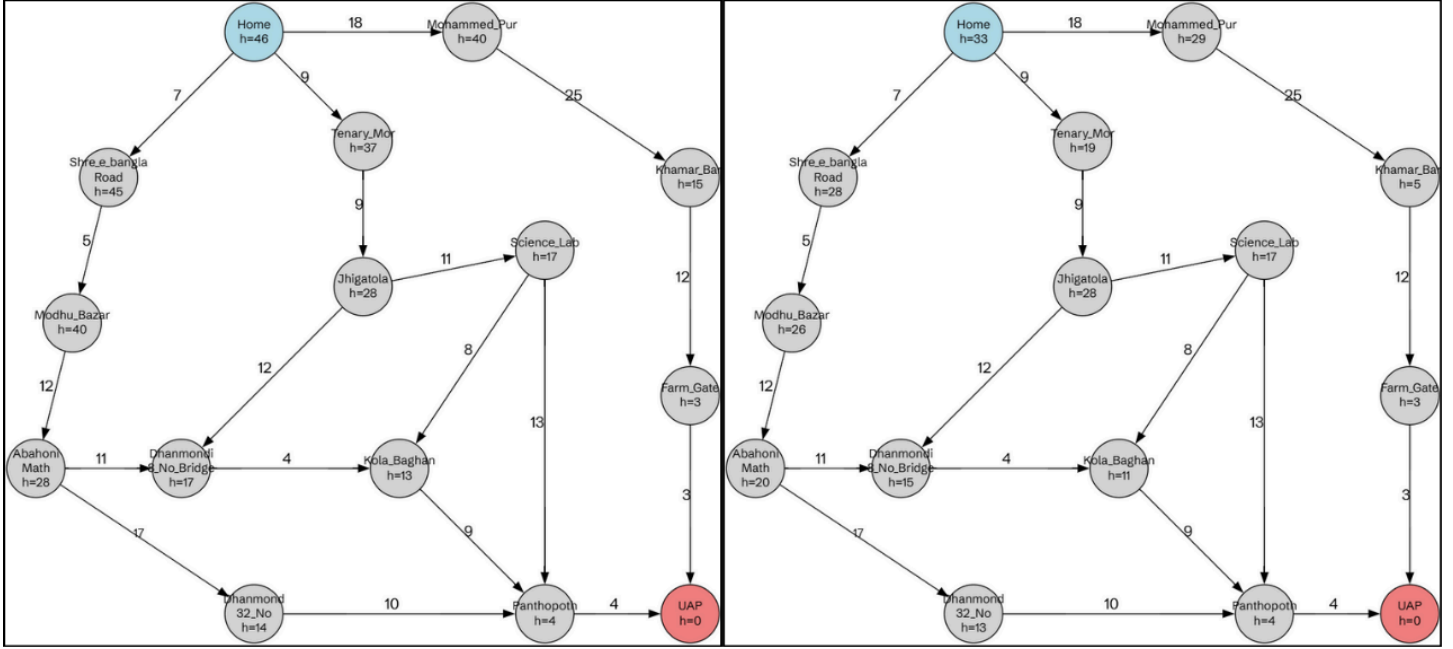 Home
h=46
18
Mohammed_Pur
h=40
7
9
25
Tenary_Mor
h=37
Shre_e_bangla
Road
h=45
h=15
9
5
Science_Lab
h=17
11
Jhigatola
h=28
12
Modhu_Bazar
h=40
8
12
12
Farm_Gate
h=3
13
Abahoni
Math
h=28
11
Dhanmondi
8_No_Bridge
h=17
4
Kola_Baghan
h=13
3
17
9
Dhanmond
32_No
h=14
10
Panthopoth
h=4
4
UAP
h=0
Home
h=33
18
Mohammed_Pur
h=29
7
9
25
Tenary_Mor
h=19
Shre_e_bangla
Road
h=28
h=5
9
5
Science_Lab
h=17
11
Jhigatola
h=28
12
Modhu_Bazar
h=26
8
12
12
Farm_Gate
h=3
13
Abahoni
Math
h=20
11
Dhanmondi
8_No_Bridge
h=15
4
Kola_Baghan
h=11
3
17
9
Dhanmond
32_No
h=13
10
Panthopoth
h=4
4
UAP
h=0